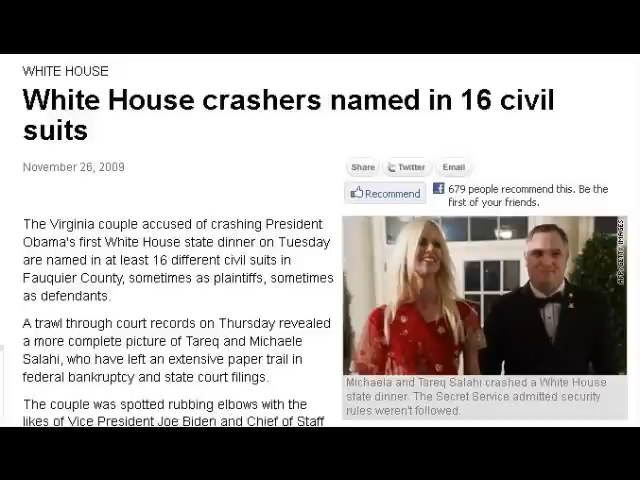 WHITE HOUSE
White House crashers named in 16 civil
suits
November 26, 2009
Share
Twitter
Email
Recommend
679 people recommend this. Be the
first of your friends.
The Virginia couple accused of crashing President
Obama's first White House state dinner on Tuesday
are named in at least 16 different civil suits in
Fauquier County, sometimes as plaintiffs, sometimes
as defendants.
A trawl through court records on Thursday revealed
a more complete picture of Tareq and Michaele
Salahi, who have left an extensive paper trail in
federal bankruptcy and state court filings.
The couple was spotted rubbing elbows with the
likes of Vice President Joe Biden and Chief of Staff
AFP/GETTY IMAGES
Michaela and Tareq Salahi crashed a White House
state dinner. The Secret Service admitted security
rules weren't followed.